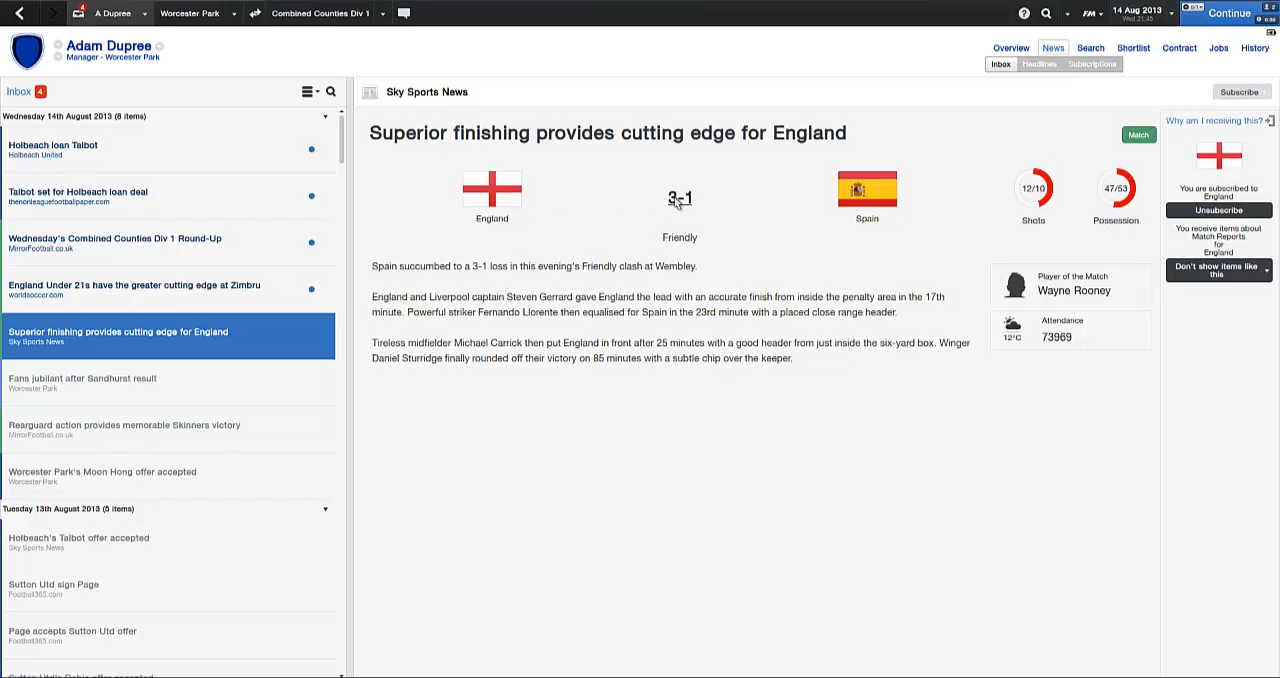 4
A Dupree
Worcester Park
Combined Counties Div 1
FM
14 Aug 2013
Wed 21:45
0/1
Continue
2
0:30
Adam Dupree
Manager - Worcester Park
Overview
News
Search
Shortlist
Contract
Jobs
History
Inbox
Headlines
Subscriptions
Inbox 4
Wednesday 14th August 2013 (8 items)
Holbeach loan Talbot
Holbeach United
Talbot set for Holbeach loan deal
thenonleaguefootballpaper.com
Wednesday's Combined Counties Div 1 Round-Up
MirrorFootball.co.uk
England Under 21s have the greater cutting edge at Zimbru
worldsoccer.com
Superior finishing provides cutting edge for England
Sky Sports News
Fans jubilant after Sandhurst result
Worcester Park
Rearguard action provides memorable Skinners victory
MirrorFootball.co.uk
Worcester Park's Moon Hong offer accepted
Worcester Park
Tuesday 13th August 2013 (5 items)
Holbeach's Talbot offer accepted
Sky Sports News
Sutton Utd sign Page
Football365.com
Page accepts Sutton Utd offer
Football365.com
Sky Sports News
Subscribe
Superior finishing provides cutting edge for England
Match
England
3-1
Friendly
Spain
12/10
Shots
47/53
Possession
Spain succumbed to a 3-1 loss in this evening's Friendly clash at Wembley.
England and Liverpool captain Steven Gerrard gave England the lead with an accurate finish from inside the penalty area in the 17th
minute. Powerful striker Fernando Llorente then equalised for Spain in the 23rd minute with a placed close range header.
Tireless midfielder Michael Carrick then put England in front after 25 minutes with a good header from just inside the six-yard box. Winger
Daniel Sturridge finally rounded off their victory on 85 minutes with a subtle chip over the keeper.
Player of the Match
Wayne Rooney
12°C
Attendance
73969
Why am I receiving this?
You are subscribed to
England
Unsubscribe
You receive items about
Match Reports
for
England
Don't show items like
this